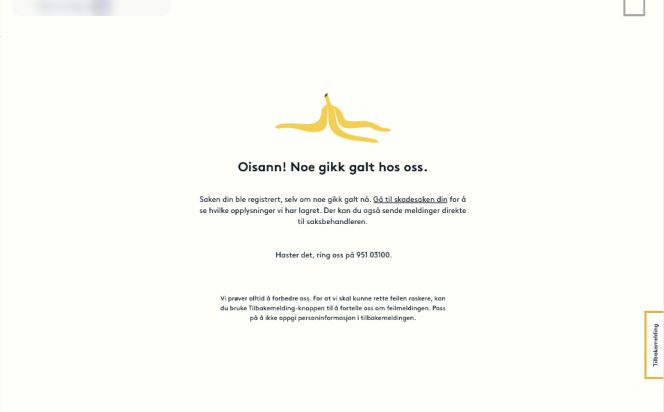 Oisann! Noe gikk galt hos oss.
Saken din ble registrert, selv om noe gikk galt nå. Gå til skadesaken din for å
se hvilke opplysninger vi har lagret. Der kan du også sende meldinger direkte
til saksbehandleren.
Haster det, ring oss på 951 03100.
Vi prøver alltid å forbedre oss. For at vi skal kunne rette feilen raskere, kan
du bruke Tilbakemelding-knappen til å fortelle oss om feilmeldingen. Pass
på å ikke oppgi personinformasjon i tilbakemeldingen.
Tilbakemelding